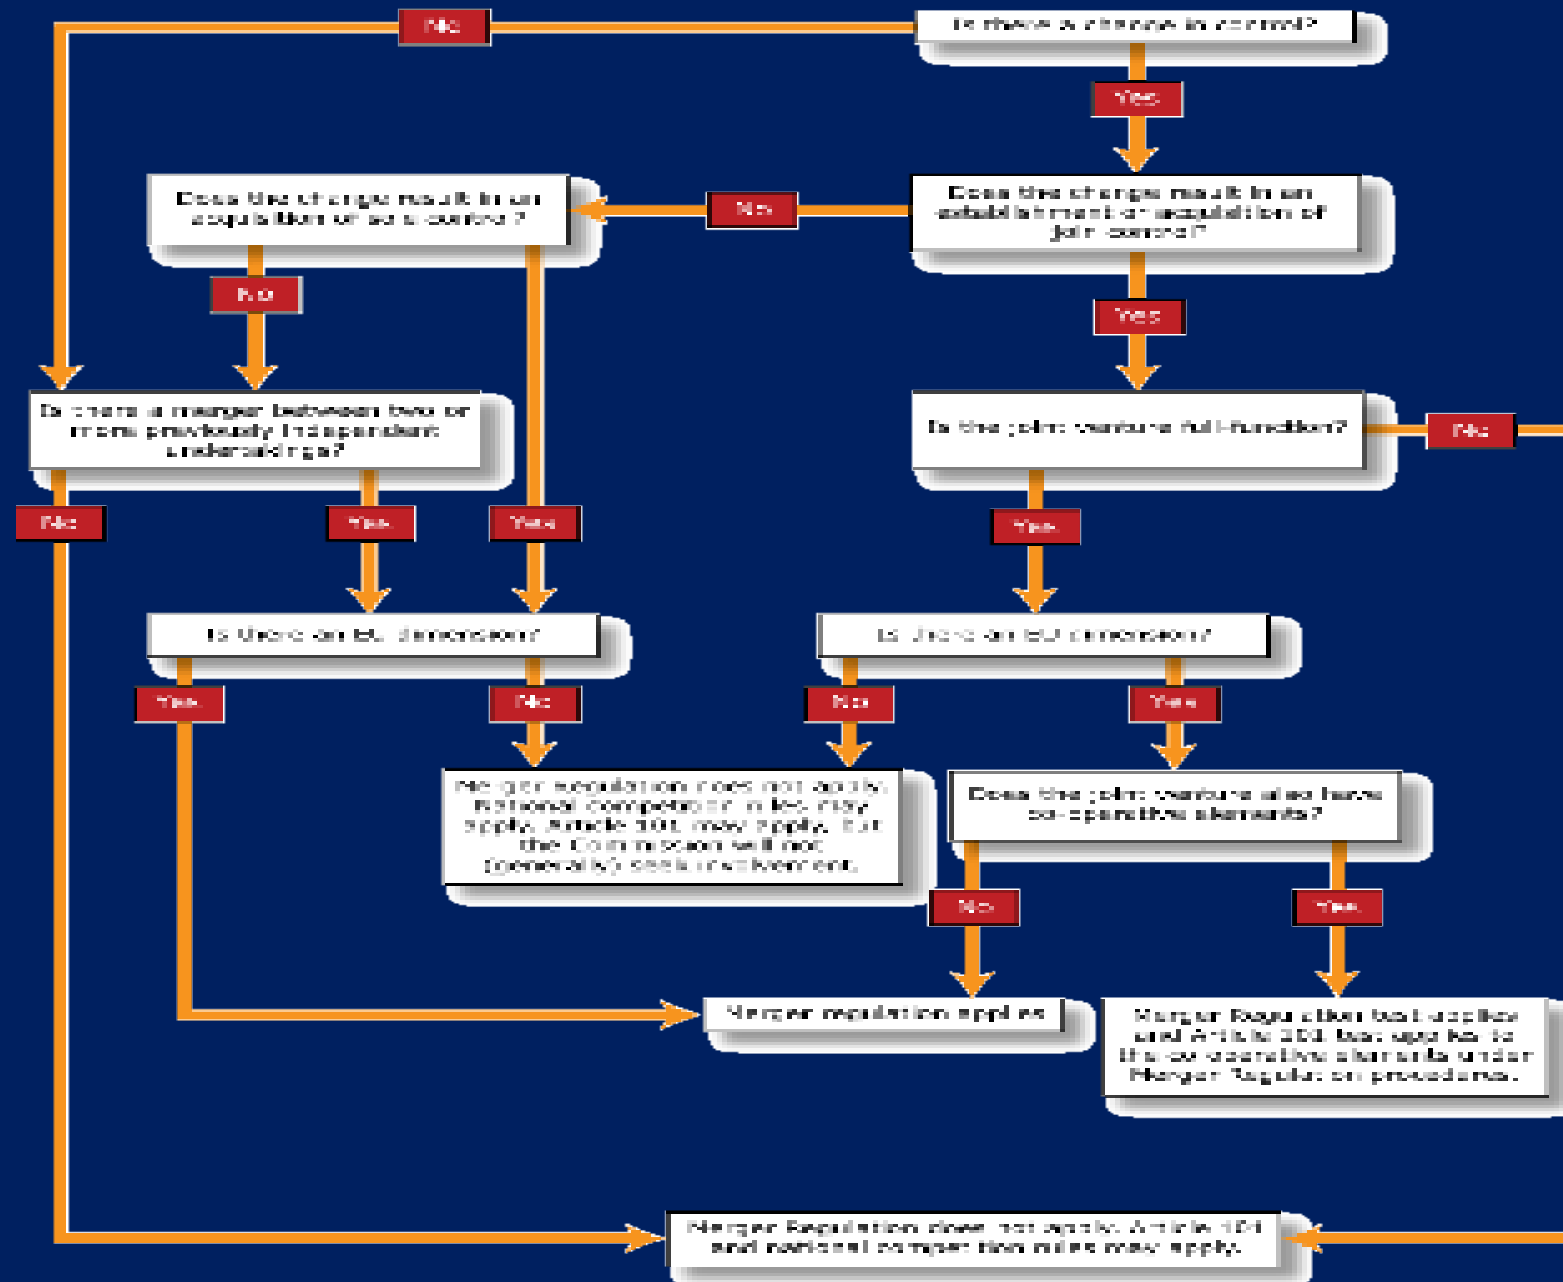 No
Is there a change in control?
Yes
Does the change result in an
acquisition of sole control?
No
Does the change result in an
establishment or acquisition of
join control?
No
Yes
Is there a merger between two or
more previously independent
undertakings?
Is the joint venture full-function?
No
No
Yes
Yes
Yes
Is there an EU dimension?
Is there an EU dimension?
Yes
No
No
Yes
Merger Regulation does not apply.
National competition rules may
apply. Article 101 may apply, but
the Commission will not
(generally) seek involvement.
Does the joint venture also have
co-operative elements?
No
Yes
Merger regulation applies
Merger Regulation test applies
and Article 101 test applies to
the co-operative elements under
Merger Regulation procedures.
Merger Regulation does not apply. Article 101
and national competition rules may apply.